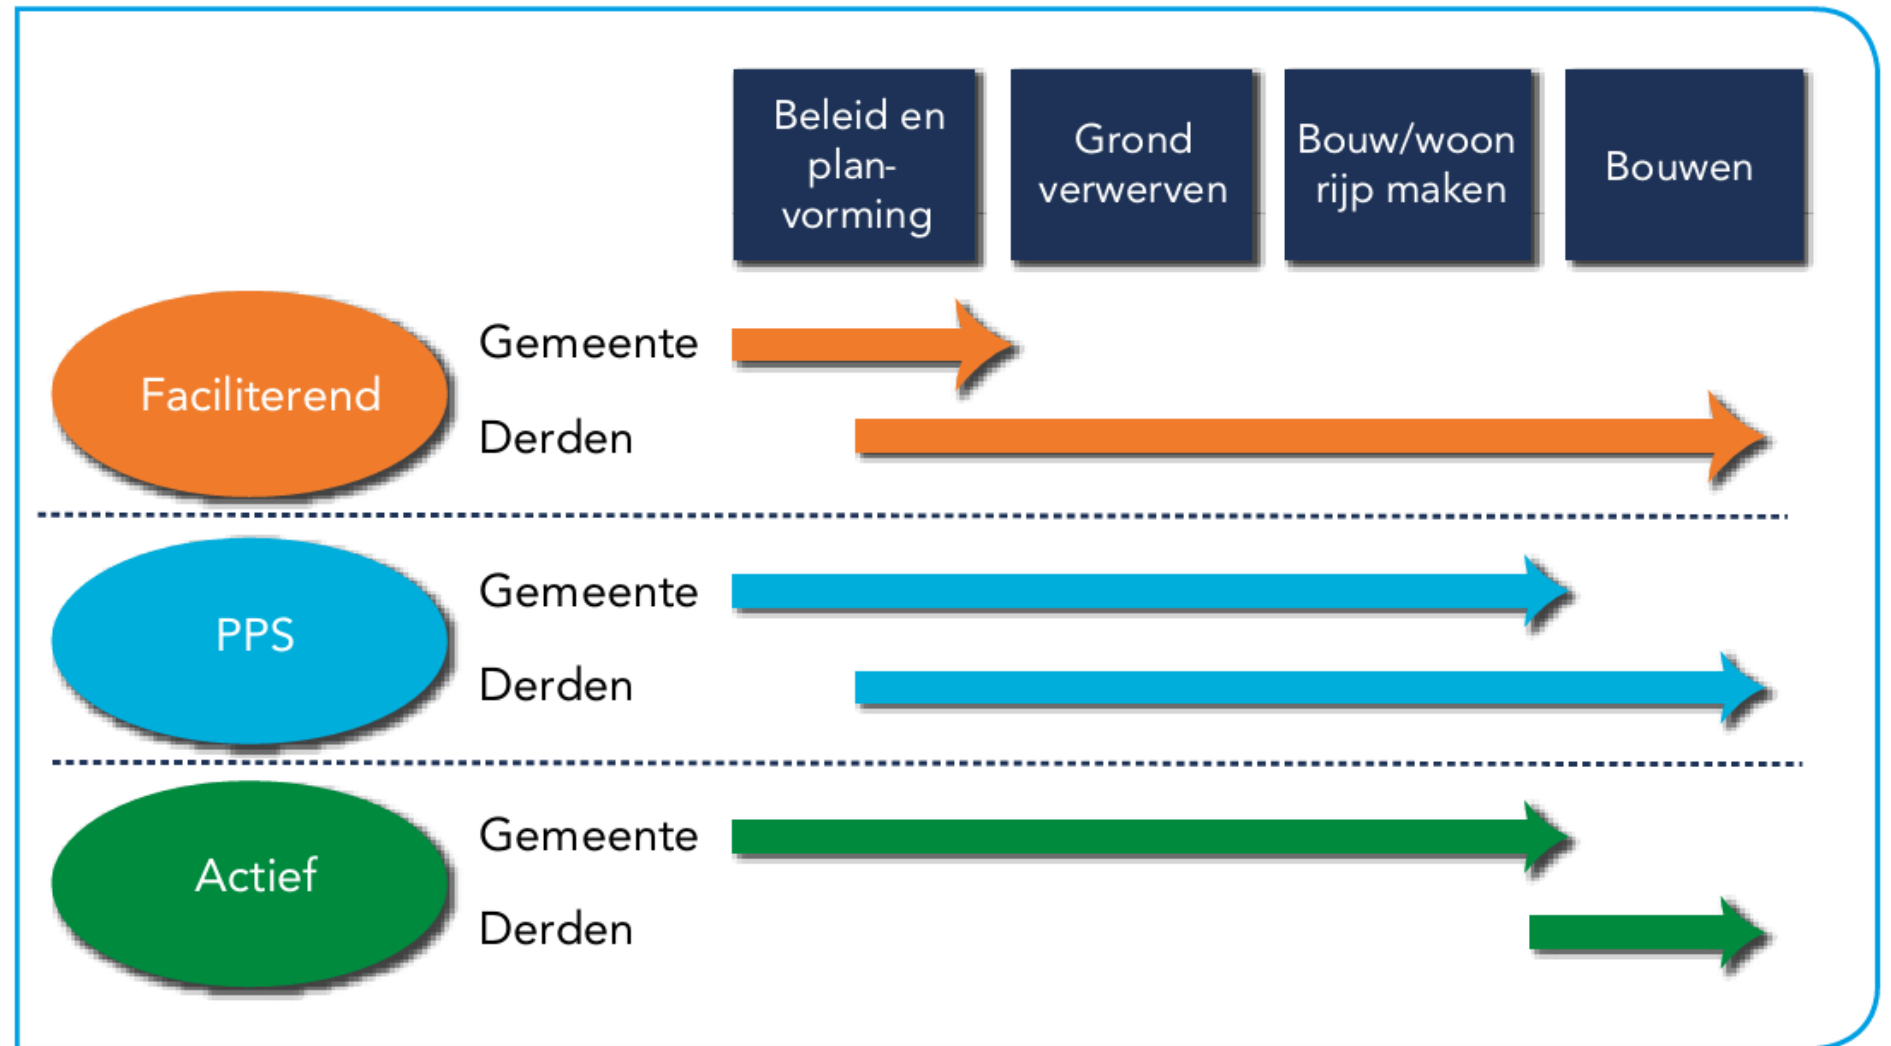 Beleid en
plan-
vorming
Grond
verwerven
Bouw/woon
rijp maken
Bouwen
Faciliterend
Gemeente
Derden
PPS
Gemeente
Derden
Actief
Gemeente
Derden